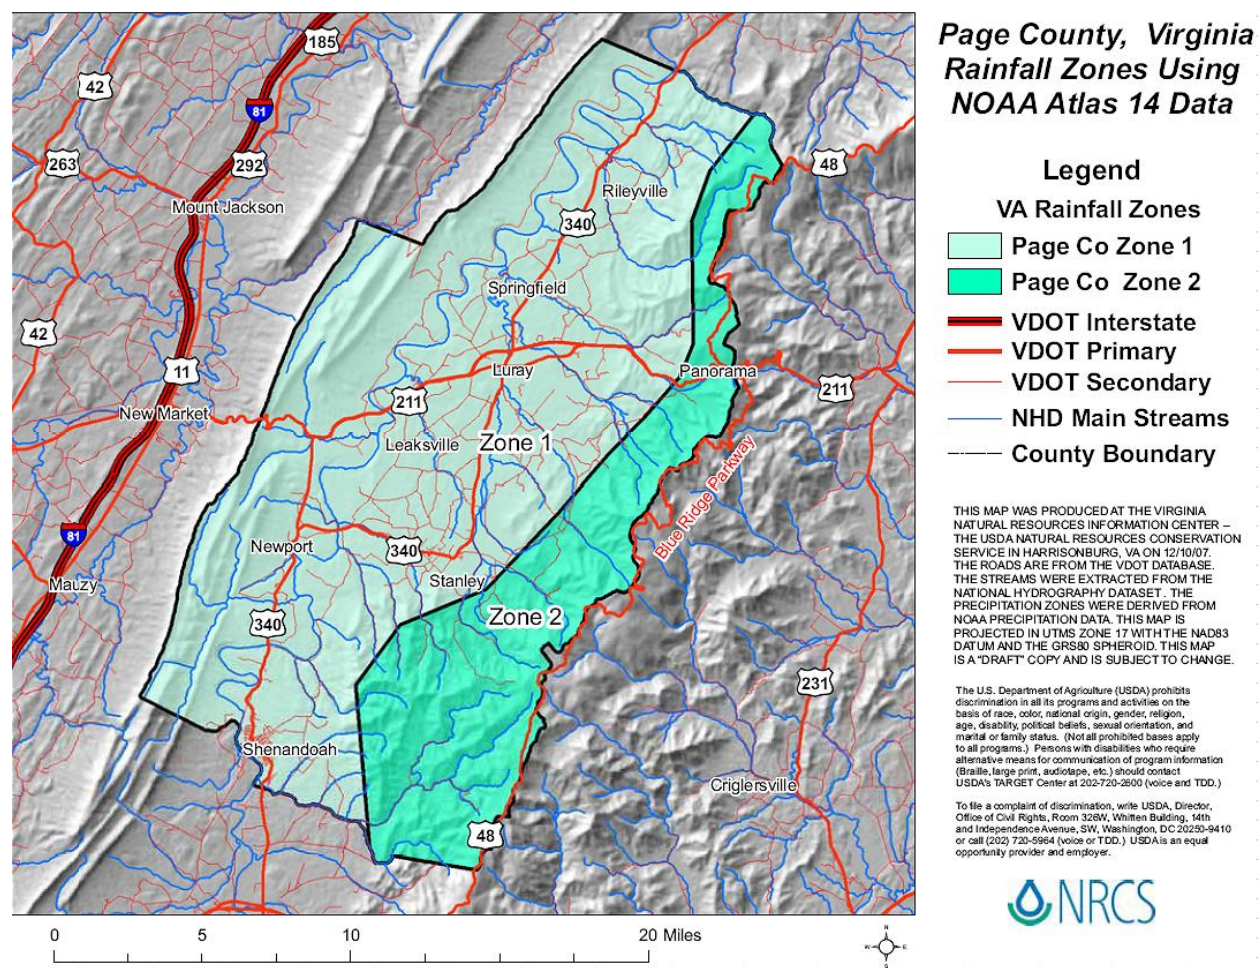 Page County, Virginia
Rainfall Zones Using
NOAA Atlas 14 Data
Legend
VA Rainfall Zones
Page Co Zone 1
Page Co Zone 2
VDOT Interstate
VDOT Primary
VDOT Secondary
NHD Main Streams
County Boundary
THIS MAP WAS PRODUCED AT THE VIRGINIA
NATURAL RESOURCES INFORMATION CENTER –
THE USDA NATURAL RESOURCES CONSERVATION
SERVICE IN HARRISONBURG, VA ON 12/10/07.
THE ROADS ARE FROM THE VDOT DATABASE.
THE STREAMS WERE EXTRACTED FROM THE
NATIONAL HYDROGRAPHY DATASET. THE
PRECIPITATION ZONES WERE DERIVED FROM
NOAA PRECIPITATION DATA. THIS MAP IS
PROJECTED IN UTMS ZONE 17 WITH THE NAD83
DATUM AND THE GRS80 SPHEROID. THIS MAP
IS A "DRAFT" COPY AND IS SUBJECT TO CHANGE.
The U.S. Department of Agriculture (USDA) prohibits
discrimination in all its programs and activities on the
basis of race, color, national origin, gender, religion,
age, disability, political beliefs, sexual orientation, and
marital or family status. (Not all prohibited bases apply
to all programs.) Persons with disabilities who require
alternative means for communication of program information
(Braille, large print, audiotape, etc.) should contact
USDA's TARGET Center at 202-720-2600 (voice and TDD.)
To file a complaint of discrimination, write USDA, Director,
Office of Civil Rights, Room 326W, Whitten Building, 14th
and Independence Avenue, SW, Washington, DC 20250-9410
or call (202) 720-5964 (voice or TDD.) USDA is an equal
opportunity provider and employer.
NRCS
185
42
81
263
292
48
Mount Jackson
Rileyville
340
Springfield
42
11
Luray
Panorama
211
211
New Market
Leaksville
Zone 1
Blue Ridge Parkway
81
Newport
340
Mauzy
Stanley
Zone 2
340
231
Shenandoah
Criglersville
48
0 5 10 20 Miles
N
W E
S